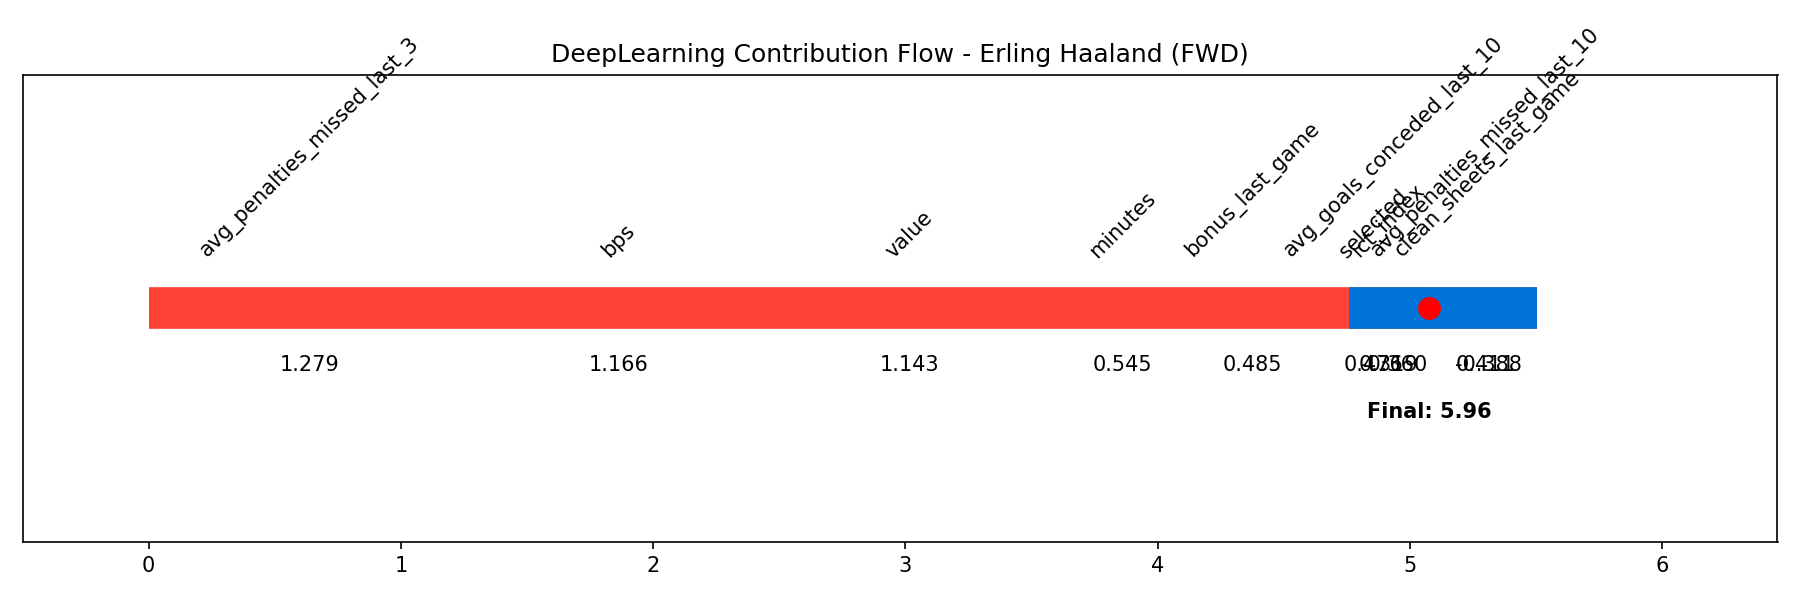 DeepLearning Contribution Flow - Erling Haaland (FWD)
avg_penalties_missed_last_3
bps
value
minutes
bonus_last_game
avg_goals_conceded_last_10
selected
ict_index
avg_penalties_missed_last_10
clean_sheets_last_game
1.279
1.166
1.143
0.545
0.485
Final: 5.96
0
1
2
3
4
5
6